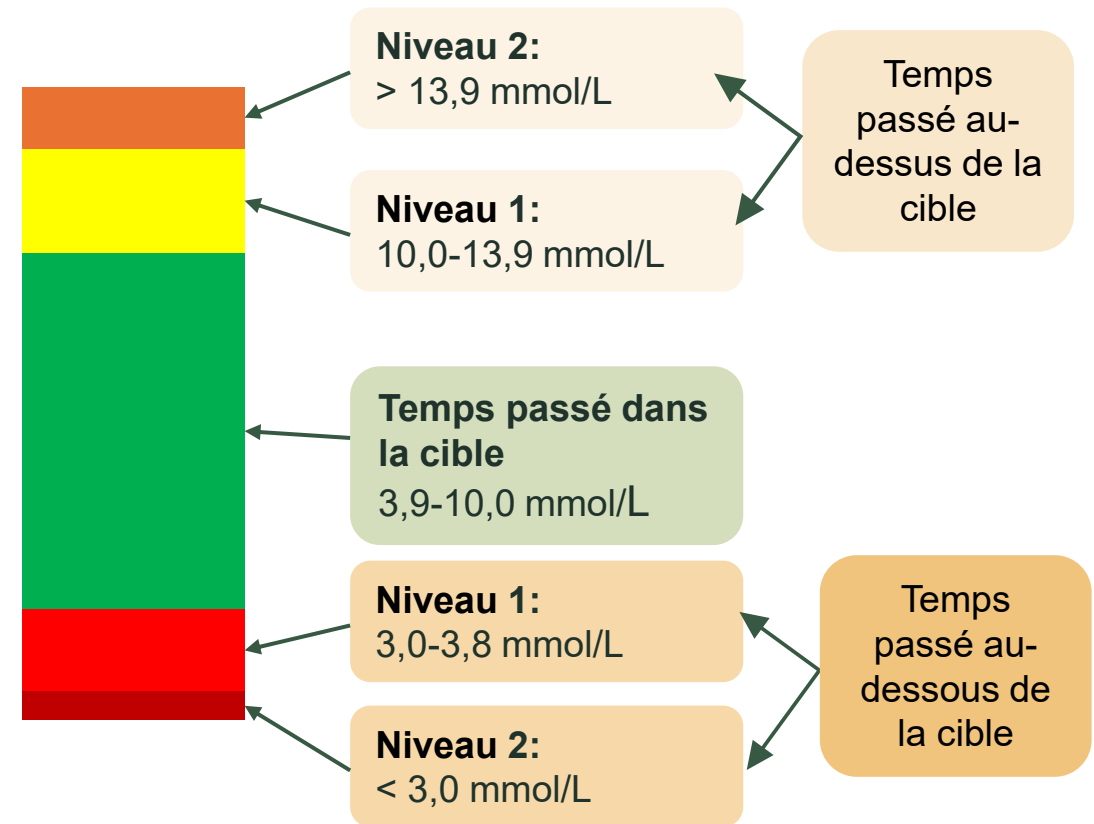 Niveau 2:
> 13,9 mmol/L
Temps
passé au-
dessus de la
cible
Niveau 1:
10,0-13,9 mmol/L
Temps passé dans
la cible
3,9-10,0 mmol/L
Niveau 1:
3,0-3,8 mmol/L
Temps
passé au-
dessous de
la cible
Niveau 2:
< 3,0 mmol/L